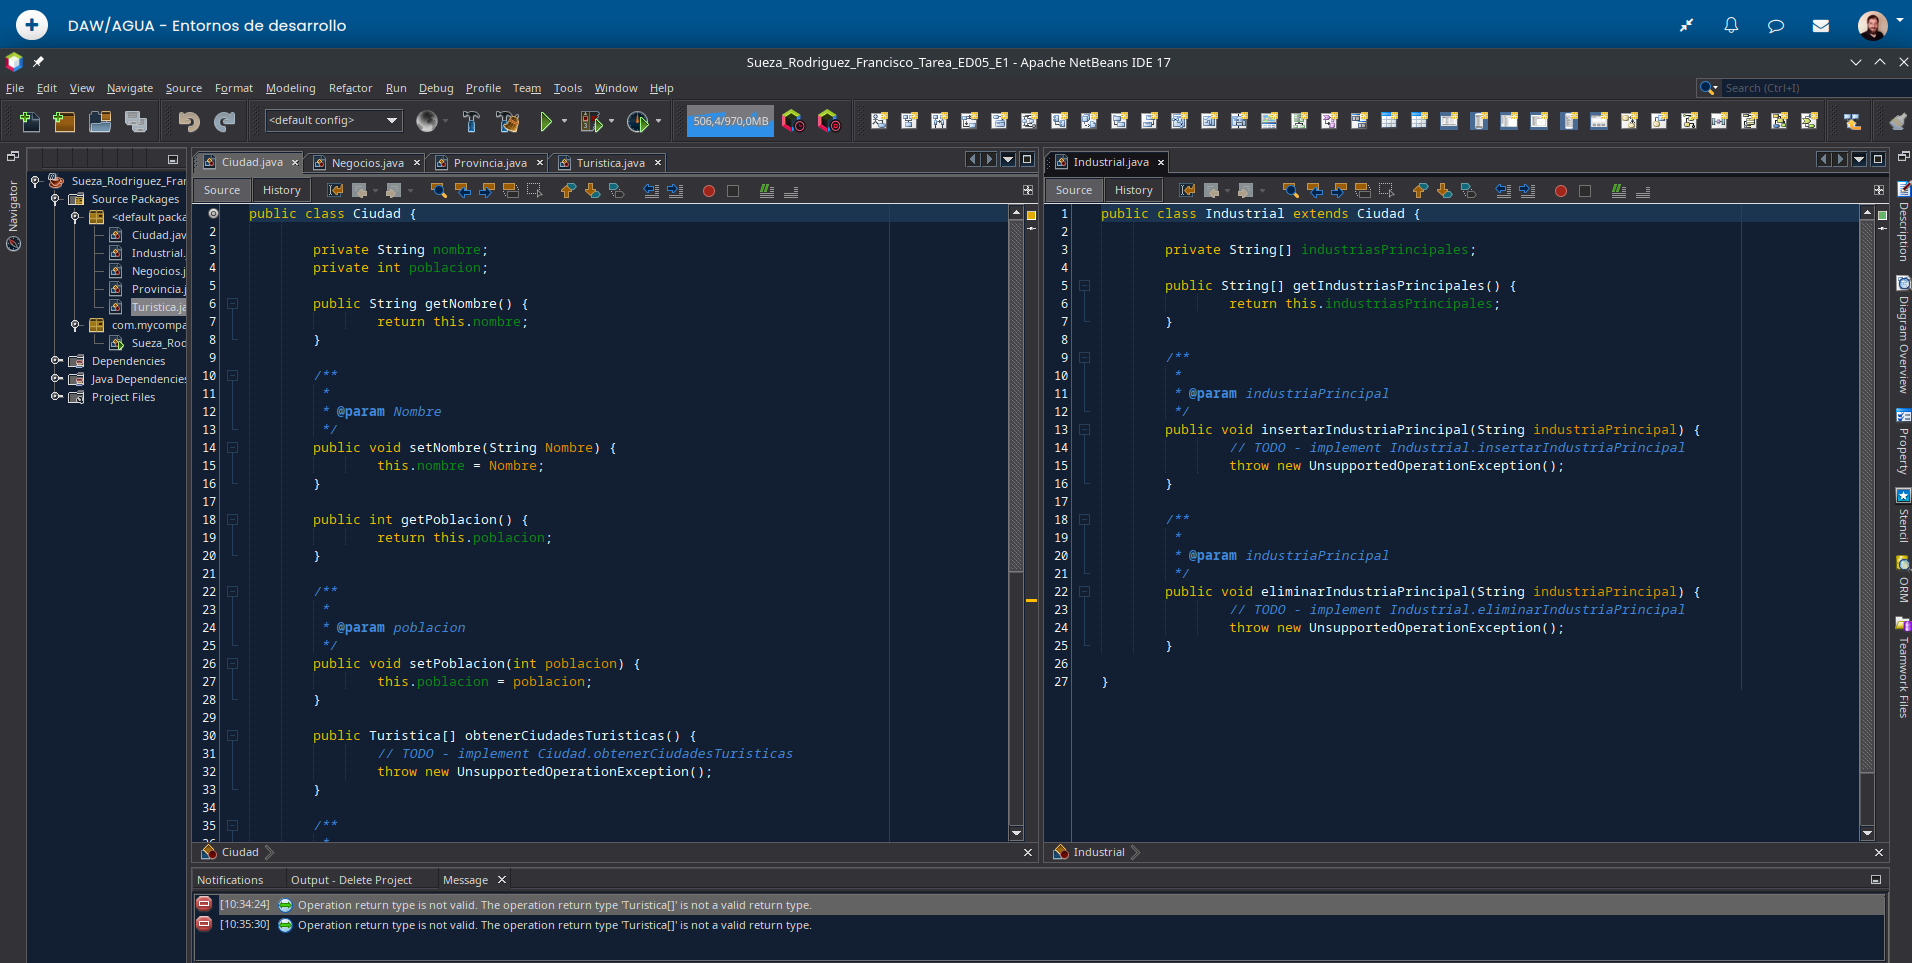 DAW/AGUA - Entornos de desarrollo
Sueza_Rodriguez_Francisco_Tarea_ED05_E1 - Apache NetBeans IDE 17
File Edit View Navigate Source Format Modeling Refactor Run Debug Profile Team Tools Window Help
Search (Ctrl+I)
<default config>
506,4/970,0MB
Navigator
Sueza_Rodriguez_Fra
Source Packages
<default packa
Ciudad.jav
Industrial.
Negocios.j
Provincia.j
Turistica.ja
com.mycompa
Sueza_Roc
Dependencies
Java Dependencies
Project Files
Ciudad.java Negocios.java Provincia.java Turistica.java
Source History
public class Ciudad {
2
3 private String nombre;
4 private int poblacion;
5
6 public String getNombre() {
7 return this.nombre;
8 }
9
10 /**
11 *
12 * @param Nombre
13 */
14 public void setNombre(String Nombre) {
15 this.nombre = Nombre;
16 }
17
18 public int getPoblacion() {
19 return this.poblacion;
20 }
21
22 /**
23 *
24 * @param poblacion
25 */
26 public void setPoblacion(int poblacion) {
27 this.poblacion = poblacion;
28 }
29
30 public Turistica[] obtenerCiudadesTuristicas() {
31 // TODO - implement Ciudad.obtenerCiudadesTuristicas
32 throw new UnsupportedOperationException();
33 }
34
35 /**
Ciudad
Industrial.java
Source History
1 public class Industrial extends Ciudad {
2
3 private String[] industriasPrincipales;
4
5 public String[] getIndustriasPrincipales() {
6 return this.industriasPrincipales;
7 }
8
9 /**
10 *
11 * @param industriaPrincipal
12 */
13 public void insertarIndustriaPrincipal(String industriaPrincipal) {
14 // TODO - implement Industrial.insertarIndustriaPrincipal
15 throw new UnsupportedOperationException();
16 }
17
18 /**
19 *
20 * @param industriaPrincipal
21 */
22 public void eliminarIndustriaPrincipal(String industriaPrincipal) {
23 // TODO - implement Industrial.eliminarIndustriaPrincipal
24 throw new UnsupportedOperationException();
25 }
26
27 }
Industrial
Description
Diagram Overview
Property
Stencil
ORM
Teamwork Files
Notifications Output - Delete Project Message
[10:34:24] Operation return type is not valid. The operation return type 'Turistica[]' is not a valid return type.
[10:35:30] Operation return type is not valid. The operation return type 'Turistica[]' is not a valid return type.